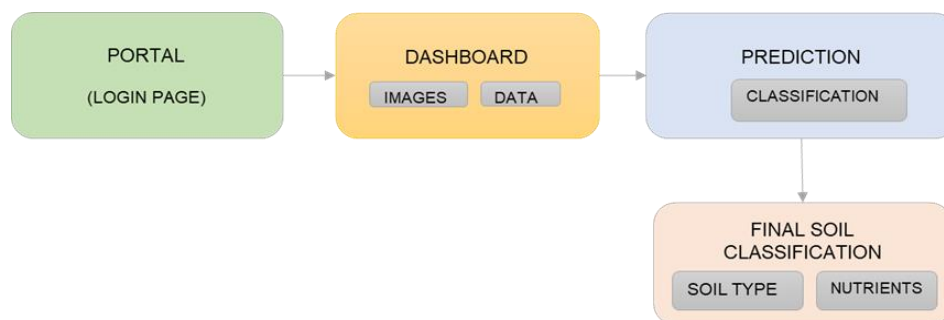 PORTAL
(LOGIN PAGE)
DASHBOARD
IMAGES
DATA
PREDICTION
CLASSIFICATION
FINAL SOIL
CLASSIFICATION
SOIL TYPE
NUTRIENTS